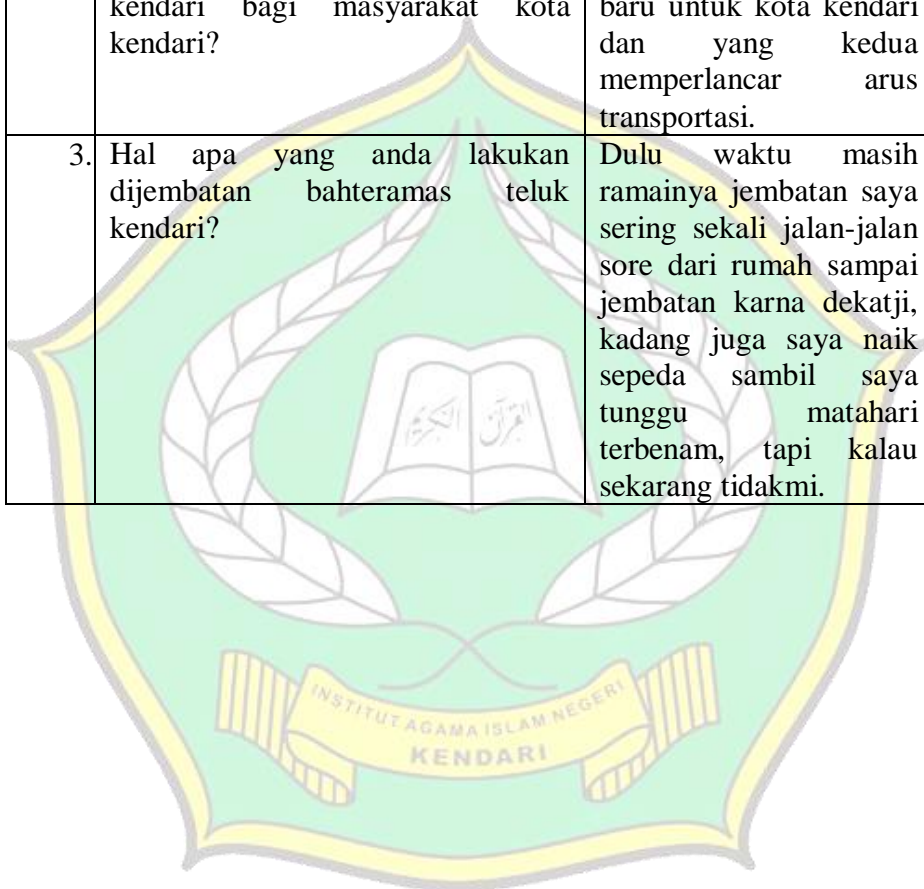 kendari bagi masyarakat kota
kendari?
baru untuk kota kendari
dan yang kedua
memperlancar arus
transportasi.
3. Hal apa yang anda lakukan
dijembatan bahteramas teluk
kendari?
Dulu waktu masih
ramainya jembatan saya
sering sekali jalan-jalan
sore dari rumah sampai
jembatan karna dekatji,
kadang juga saya naik
sepeda sambil saya
tunggu matahari
terbenam, tapi kalau
sekarang tidakmi.
القرآن الكريم
INSTITUT AGAMA ISLAM NEGERI
KENDARI